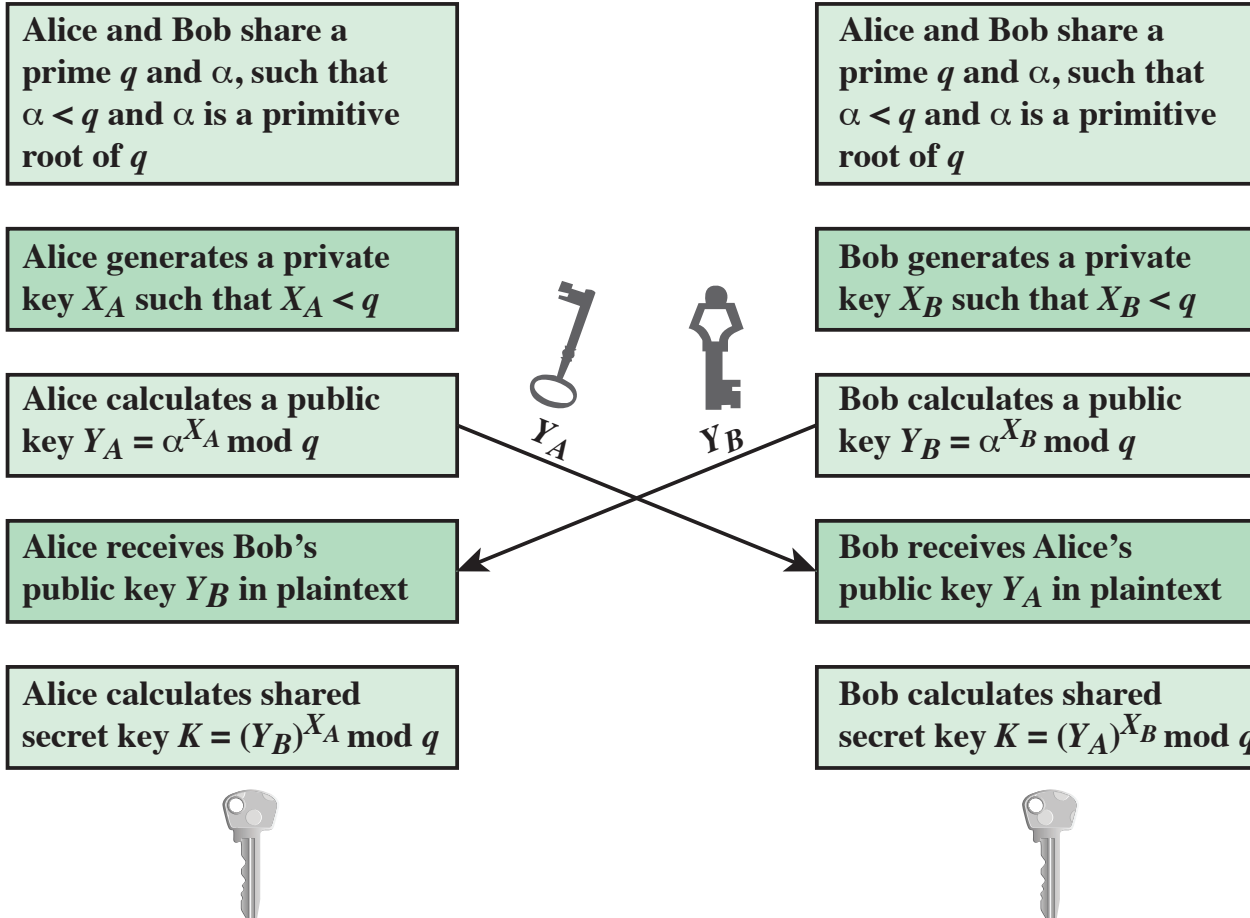 Alice and Bob share a
prime q and α, such that
α < q and α is a primitive
root of q
Alice and Bob share a
prime q and α, such that
α < q and α is a primitive
root of q
Alice generates a private
key X_A such that X_A < q
Bob generates a private
key X_B such that X_B < q
Alice calculates a public
key Y_A = α^{X_A} mod q
Y_A
Y_B
Bob calculates a public
key Y_B = α^{X_B} mod q
Alice receives Bob’s
public key Y_B in plaintext
Bob receives Alice’s
public key Y_A in plaintext
Alice calculates shared
secret key K = (Y_B)^{X_A} mod q
Bob calculates shared
secret key K = (Y_A)^{X_B} mod q